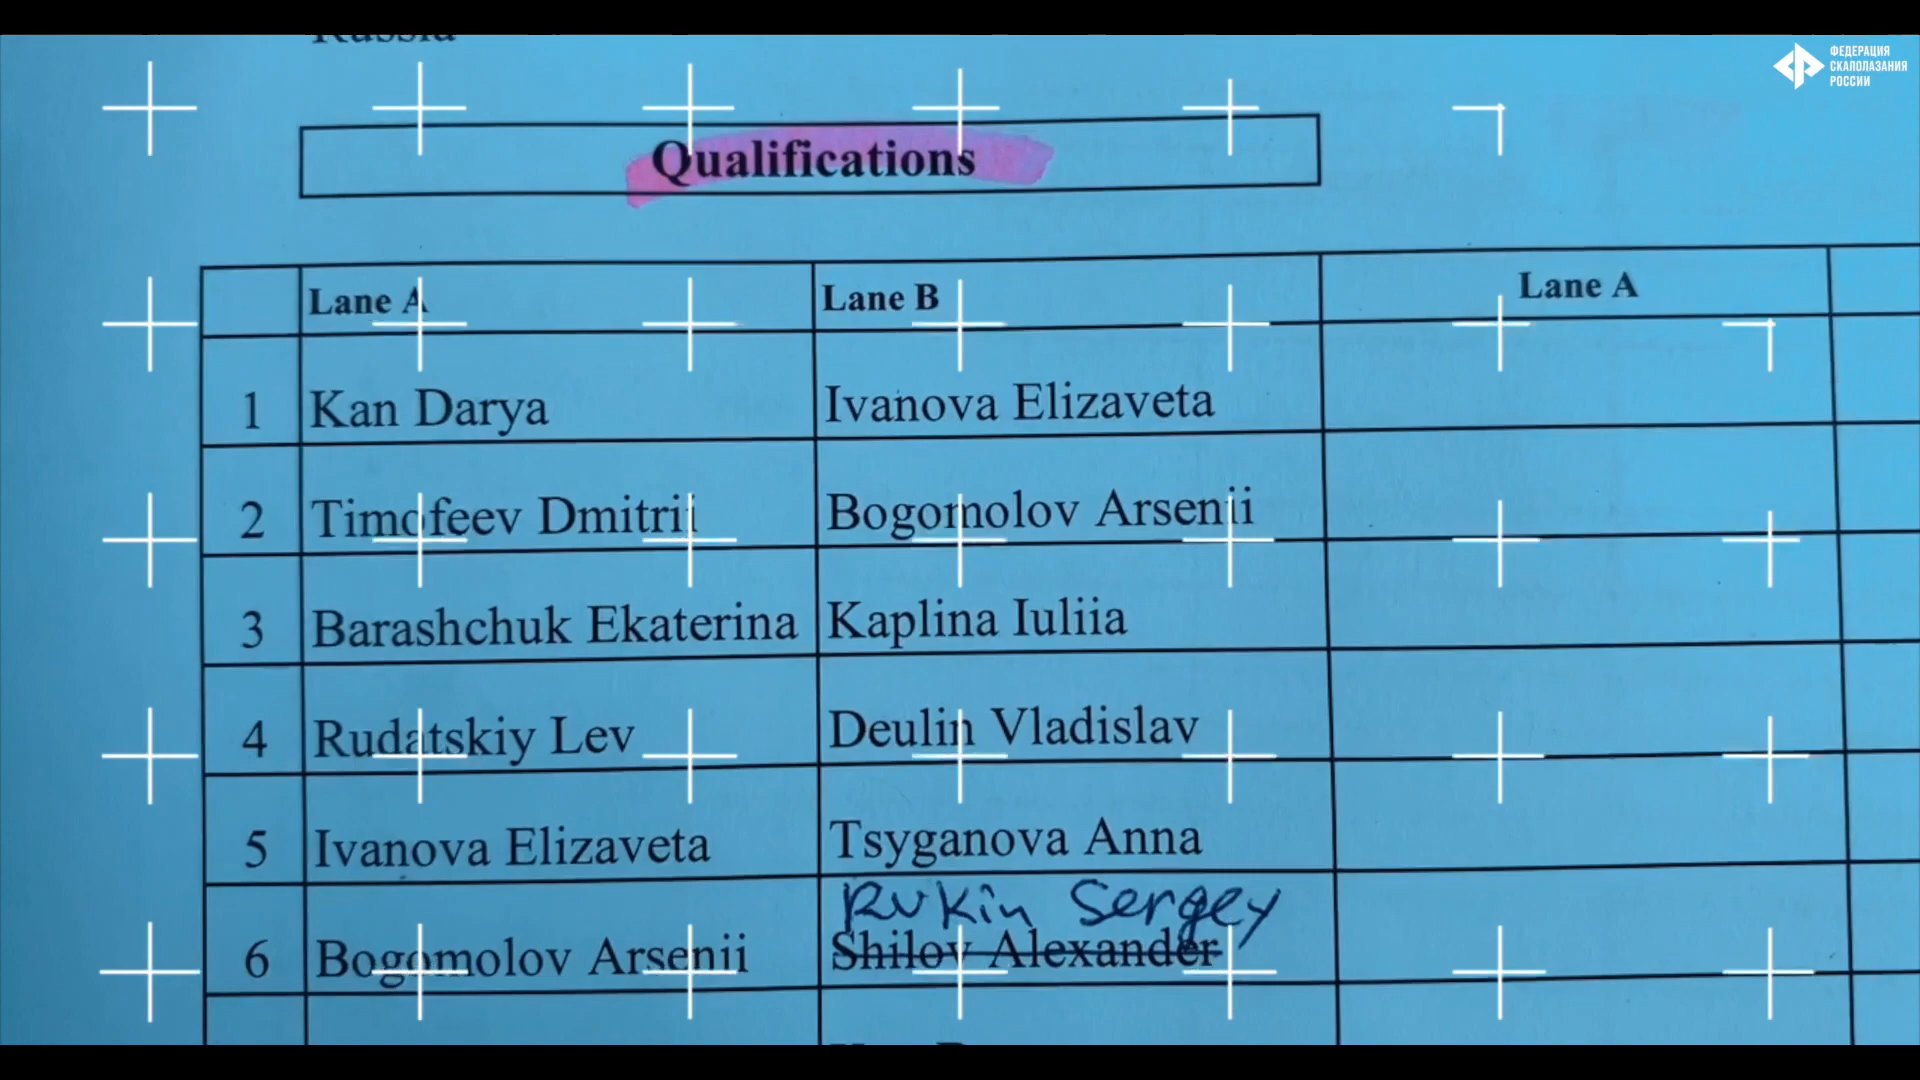 Russia
ФЕДЕРАЦИЯ
СКАЛОЛАЗАНИЯ
РОССИИ
Qualifications
Lane A Lane B Lane A
1 Kan Darya Ivanova Elizaveta
2 Timofeev Dmitrii Bogomolov Arsenii
3 Barashchuk Ekaterina Kaplina Iuliia
4 Rudatskiy Lev Deulin Vladislav
5 Ivanova Elizaveta Tsyganova Anna
Rukin Sergey
6 Bogomolov Arsenii Shilov Alexander